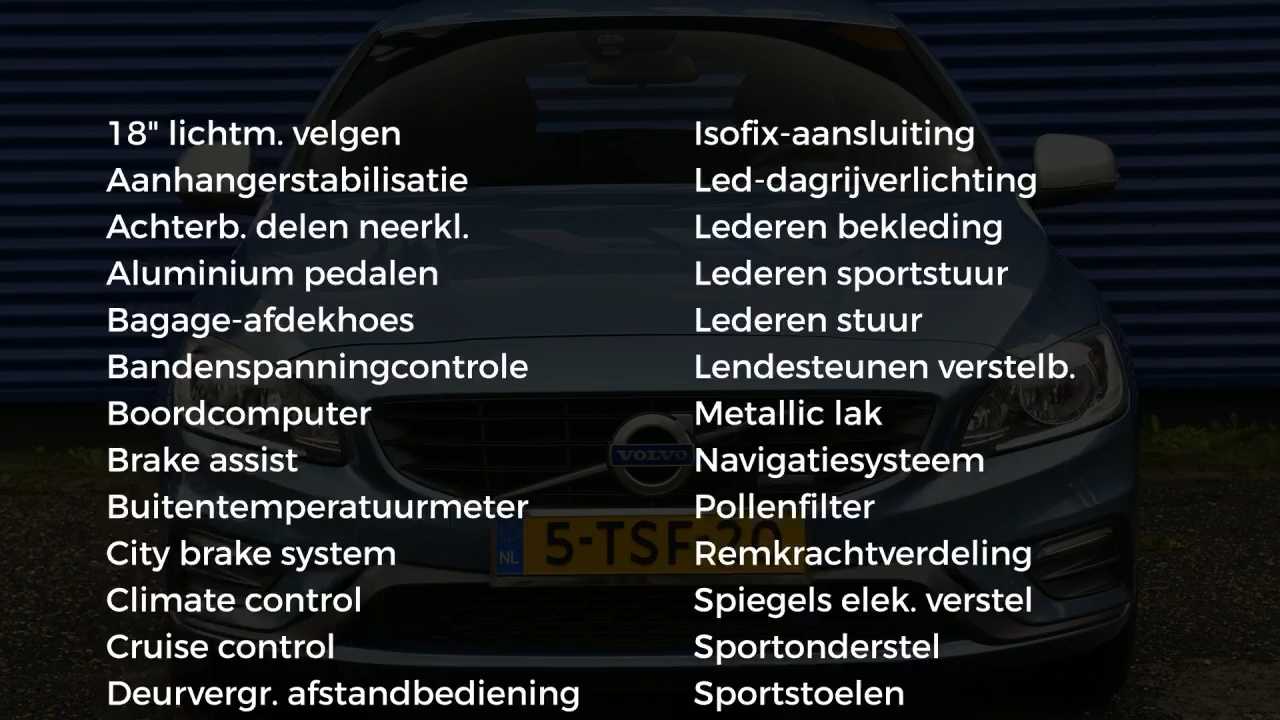 18" lichtm. velgen
Aanhangerstabilisatie
Achterb. delen neerkl.
Aluminium pedalen
Bagage-afdekhoes
Bandenspanningcontrole
Boordcomputer
Brake assist
Buitentemperatuurmeter
City brake system
Climate control
Cruise control
Deurvergr. afstandbediening
Isofix-aansluiting
Led-dagrijverlichting
Lederen bekleding
Lederen sportstuur
Lederen stuur
Lendesteunen verstelb.
Metallic lak
Navigatiesysteem
Pollenfilter
Remkrachtverdeling
Spiegels elek. verstel
Sportonderstel
Sportstoelen
VOLVO
NL 5-TSF-20